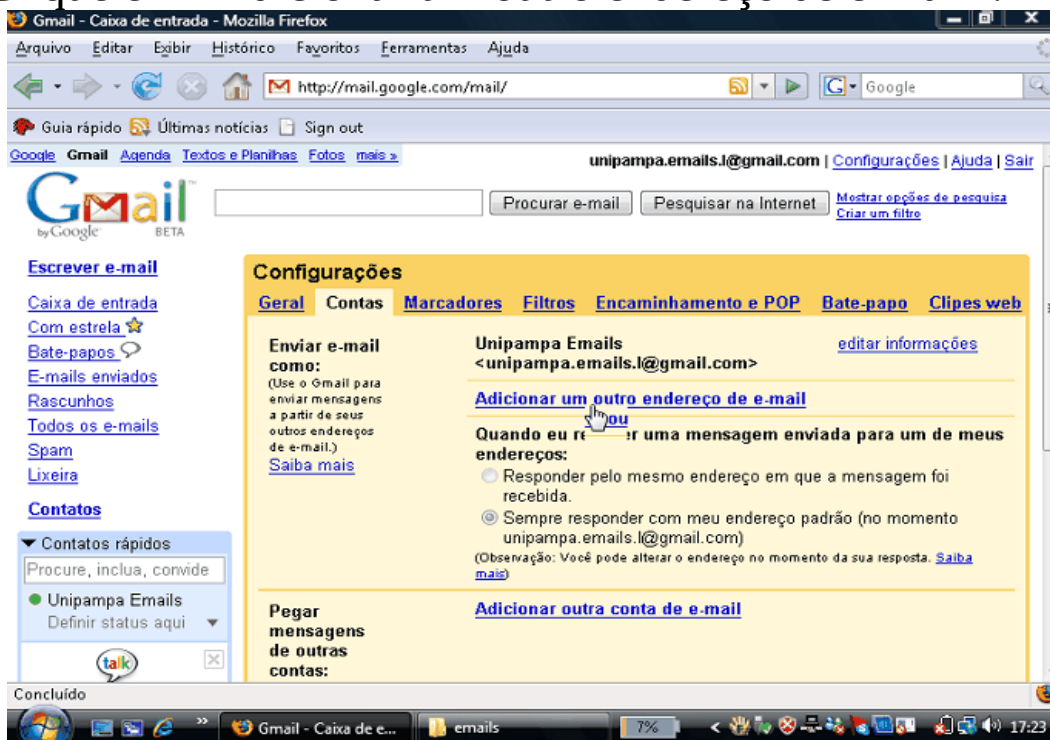 Gmail - Caixa de entrada - Mozilla Firefox
Arquivo Editar Exibir Histórico Favoritos Ferramentas Ajuda
http://mail.google.com/mail/ Google
Guia rápido Últimas notícias Sign out
Google Gmail Agenda Textos e Planilhas Fotos mais »
unipampa.emails.l@gmail.com | Configurações | Ajuda | Sair
Gmail
by Google BETA
Procurar e-mail Pesquisar na Internet
Mostrar opções de pesquisa
Criar um filtro
Escrever e-mail
Caixa de entrada
Com estrela
Bate-papos
E-mails enviados
Rascunhos
Todos os e-mails
Spam
Lixeira
Contatos
Contatos rápidos
Procure, inclua, convide
Unipampa Emails
Definir status aqui
talk
Configurações
Geral Contas Marcadores Filtros Encaminhamento e POP Bate-papo Clipes web
Enviar e-mail
como:
(Use o Gmail para
enviar mensagens
a partir de seus
outros endereços
de e-mail.)
Saiba mais
Unipampa Emails
<unipampa.emails.l@gmail.com>
editar informações
Adicionar um outro endereço de e-mail
ou
Quando eu uma mensagem enviada para um de meus
endereços:
Responder pelo mesmo endereço em que a mensagem foi
recebida.
Sempre responder com meu endereço padrão (no momento
unipampa.emails.l@gmail.com)
(Observação: Você pode alterar o endereço no momento da sua resposta. Saiba
mais)
Pegar
mensagens
de outras
contas:
Adicionar outra conta de e-mail
Concluído
Gmail - Caixa de e... emails 7% 17:23